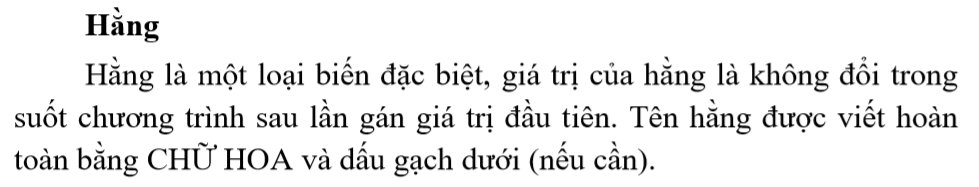 Hằng
Hằng là một loại biến đặc biệt, giá trị của hằng là không đổi trong
suốt chương trình sau lần gán giá trị đầu tiên. Tên hằng được viết hoàn
toàn bằng CHỮ HOA và dấu gạch dưới (nếu cần).